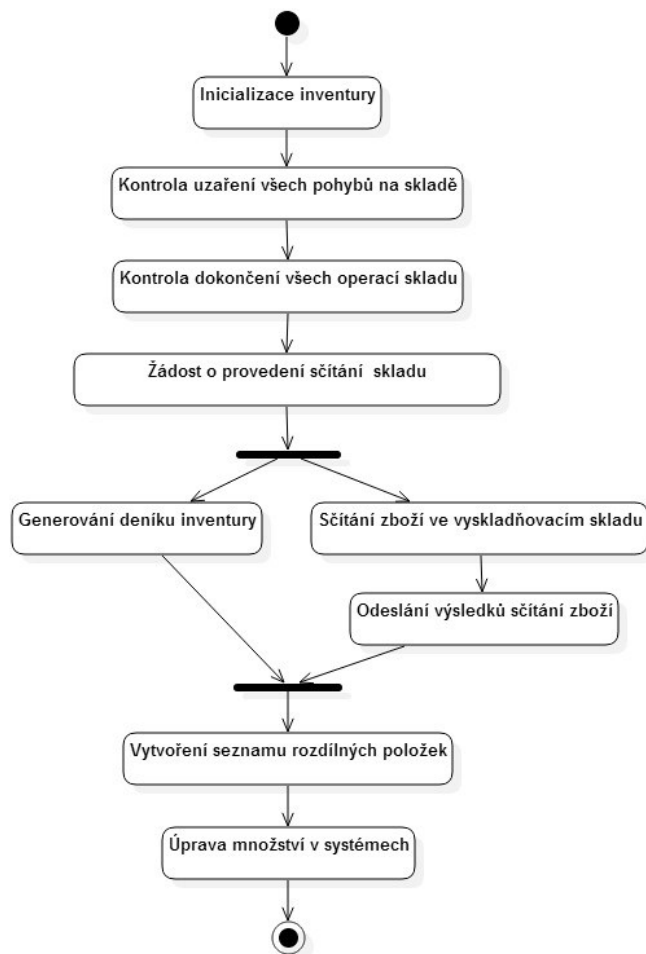 Inicializace inventury
Kontrola uzaření všech pohybů na skladě
Kontrola dokončení všech operací skladu
Žádost o provedení sčítání skladu
Generování deníku inventury
Sčítání zboží ve vyskladňovacím skladu
Odeslání výsledků sčítání zboží
Vytvoření seznamu rozdílných položek
Úprava množství v systémech